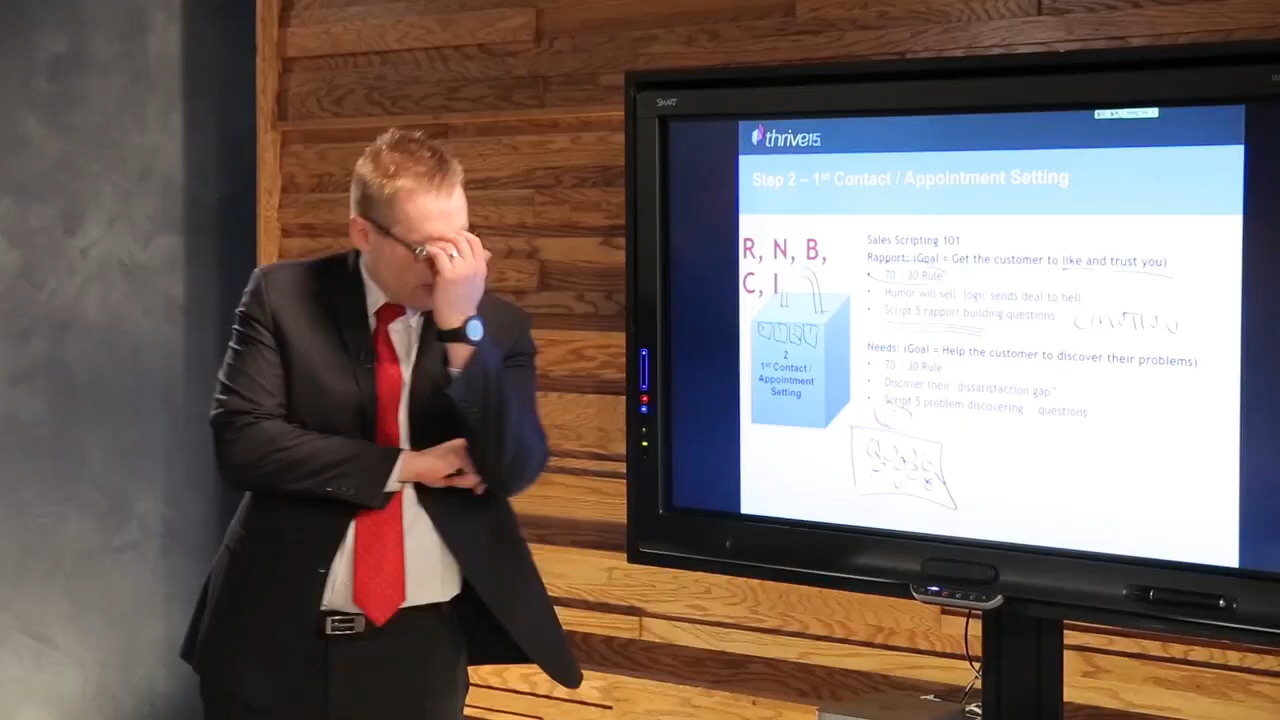 SMART
thrive15
Step 2 – 1st Contact / Appointment Setting
R, N, B,
C, I
Sales Scripting 101
Rapport: (Goal = Get the customer to like and trust you)
• 70 / 30 Rule
• Humor will sell logic sends deal to hell
• Script 5 rapport building questions
emotion
Needs: (Goal = Help the customer to discover their problems)
• 70 / 30 Rule
• Discover their "dissatisfaction gap"
• Script 5 problem discovering questions
2
1st Contact /
Appointment
Setting